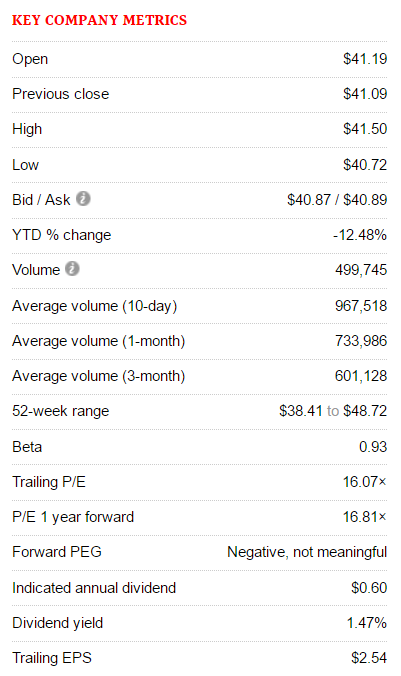 KEY COMPANY METRICS
Open $41.19
Previous close $41.09
High $41.50
Low $40.72
Bid / Ask $40.87 / $40.89
YTD % change -12.48%
Volume 499,745
Average volume (10-day) 967,518
Average volume (1-month) 733,986
Average volume (3-month) 601,128
52-week range $38.41 to $48.72
Beta 0.93
Trailing P/E 16.07×
P/E 1 year forward 16.81×
Forward PEG Negative, not meaningful
Indicated annual dividend $0.60
Dividend yield 1.47%
Trailing EPS $2.54